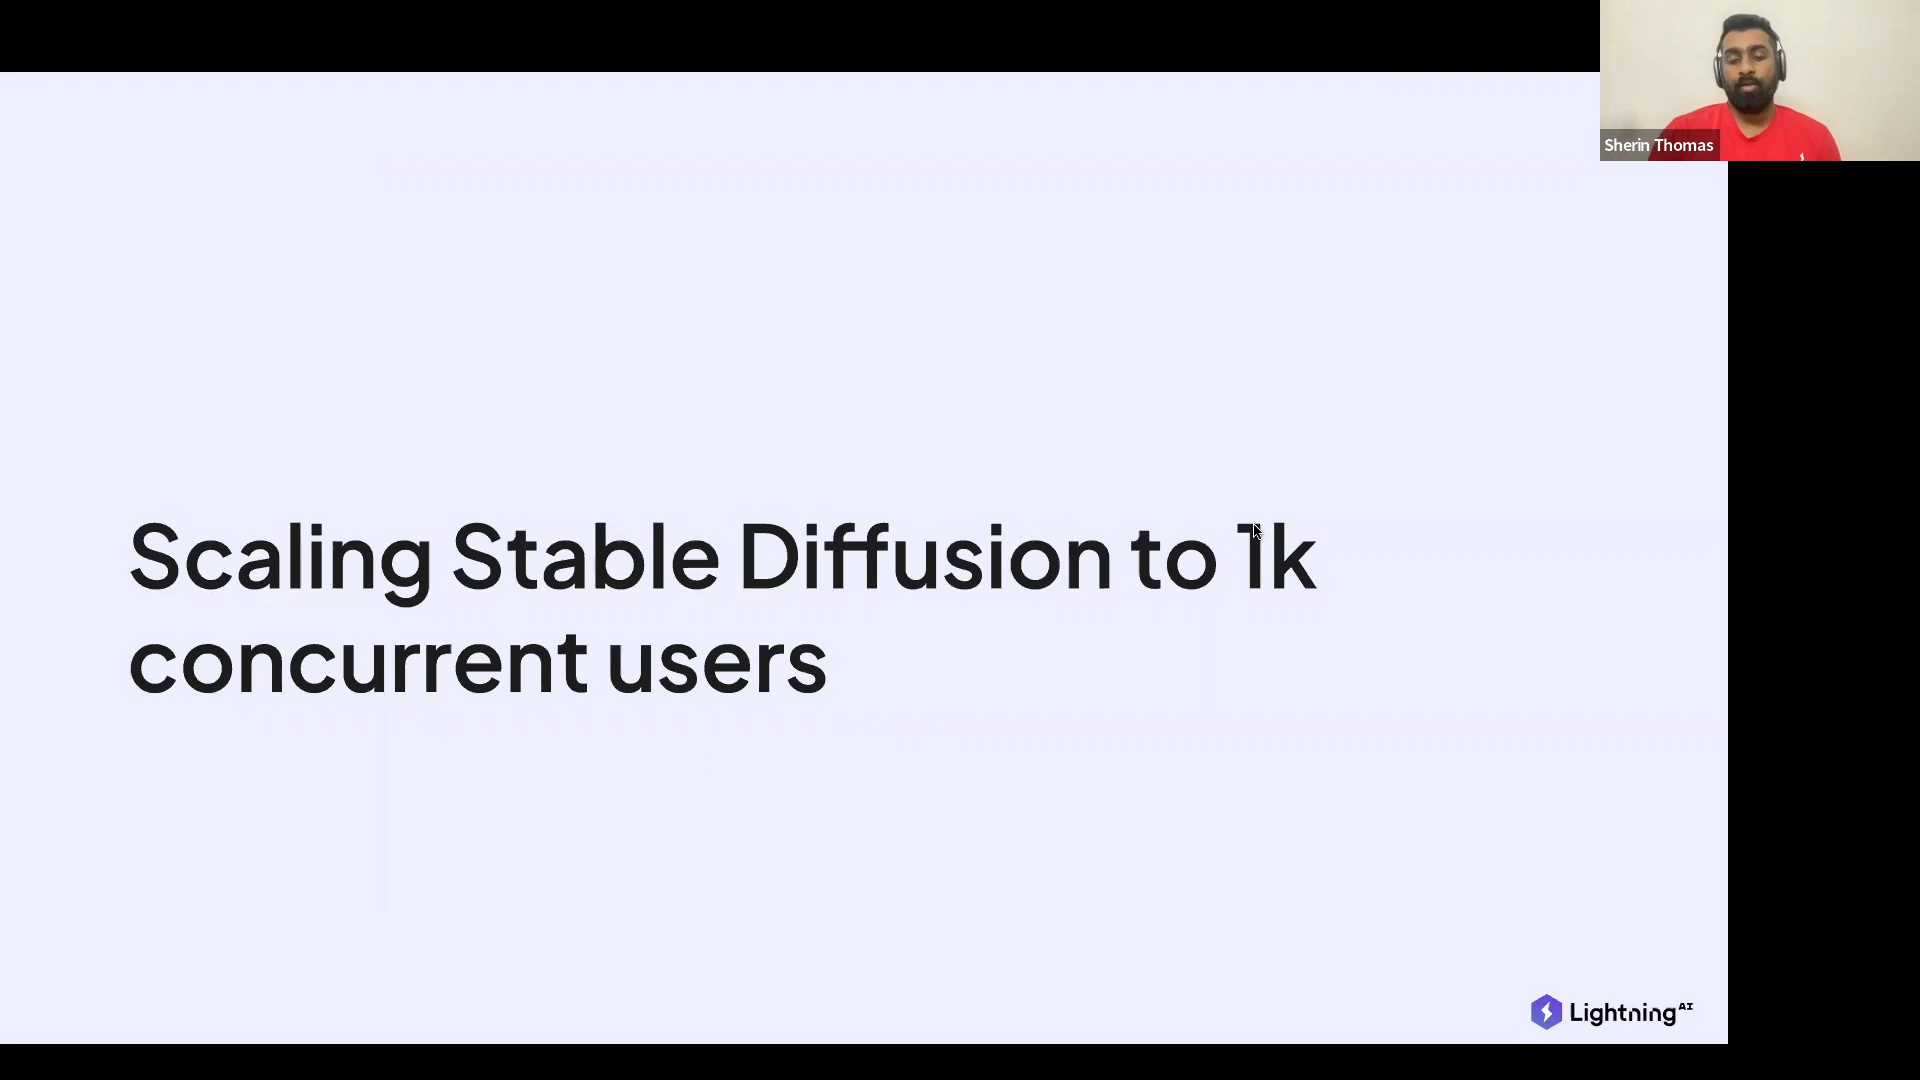 Sherin Thomas
Scaling Stable Diffusion to 1k
concurrent users
Lightning AI